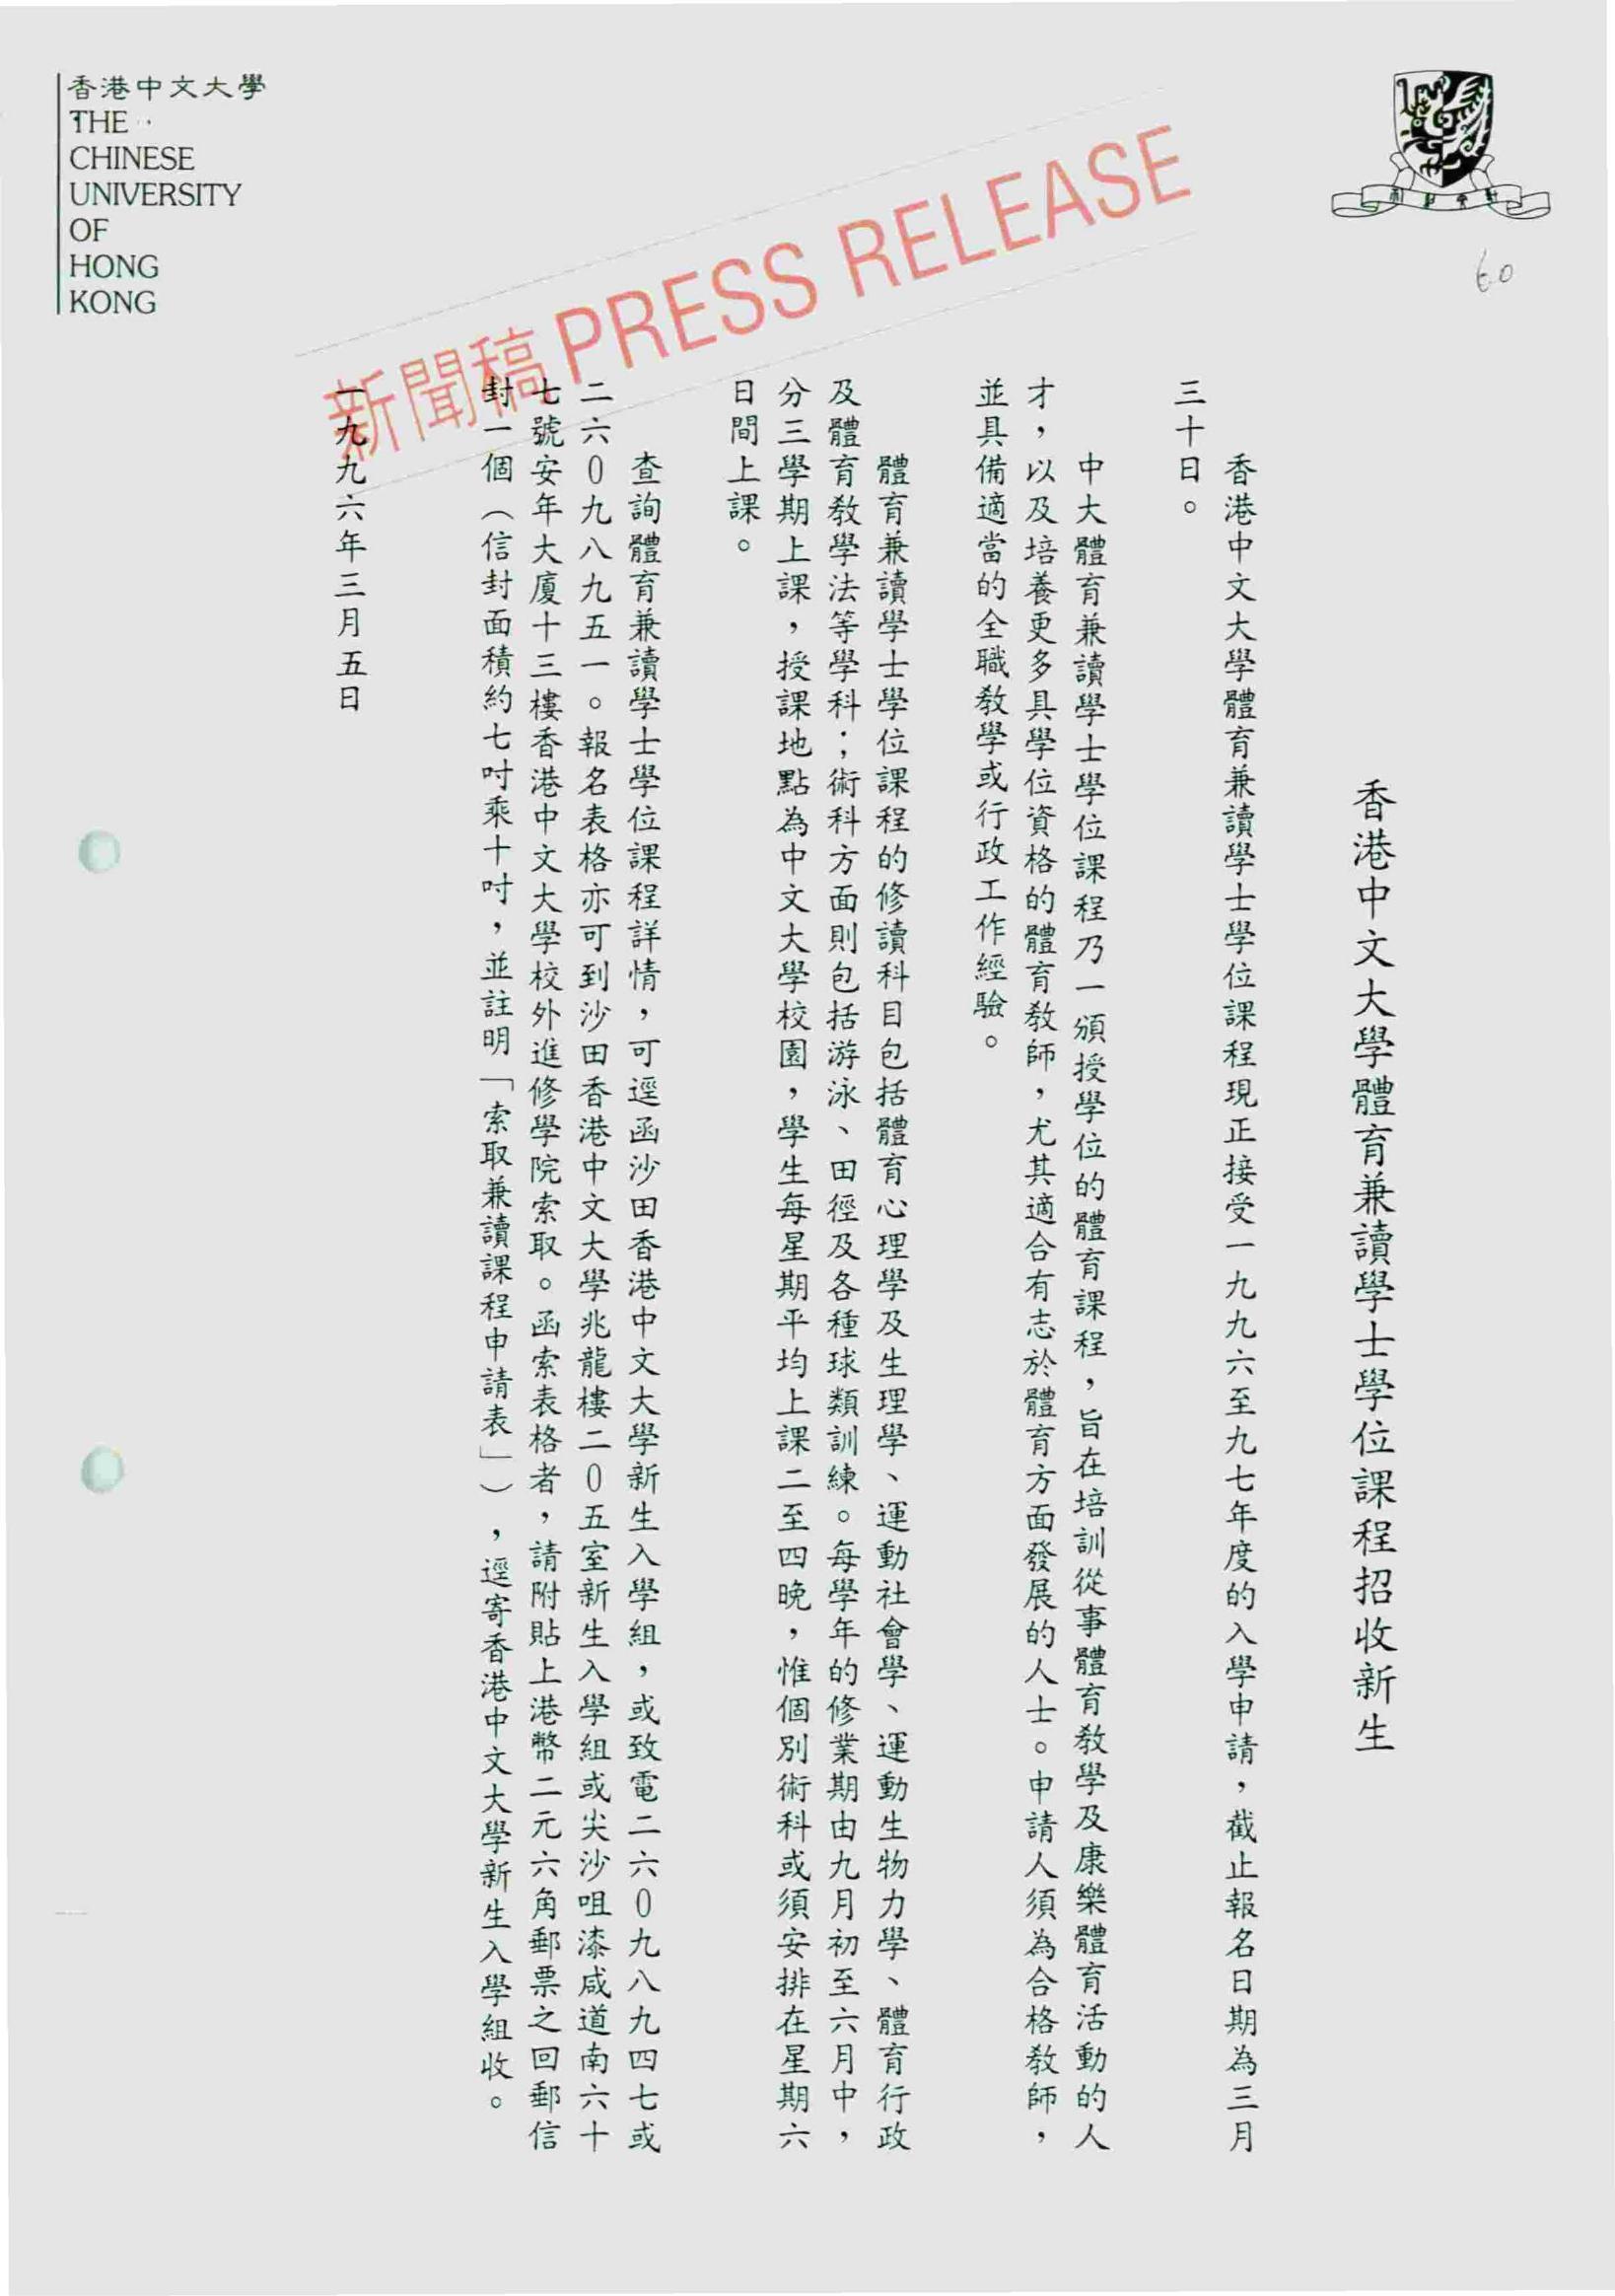 香港中文大學
THE
CHINESE
UNIVERSITY
OF
HONG
KONG
新聞稿 PRESS RELEASE
60
香港中文大學體育兼讀學士學位課程招收新生
香港中文大學體育兼讀學士學位課程現正接受一九九六至九七年度的入學申請，截止報名日期為三月
三十日。
中大體育兼讀學士學位課程乃一頒授學位的體育課程，旨在培訓從事體育教學及康樂體育活動的人
才，以及培養更多具學位資格的體育教師，尤其適合有志於體育方面發展的人士。申請人須為合格教師，
並具備適當的全職教學或行政工作經驗。
體育兼讀學士學位課程的修讀科目包括體育心理學及生理學、運動社會學、運動生物力學、體育行政
及體育教學法等學科；術科方面則包括游泳、田徑及各種球類訓練。每學年的修業期由九月初至六月中，
分三學期上課，授課地點為中文大學校園，學生每星期平均上課二至四晚，惟個別術科或須安排在星期六
日間上課。
查詢體育兼讀學士學位課程詳情，可逕函沙田香港中文大學新生入學組，或致電二六0九八九四七或
二六0九八九五一。報名表格亦可到沙田香港中文大學兆龍樓二0五室新生入學組或尖沙咀漆咸道南六十
七號安年大廈十三樓香港中文大學校外進修學院索取。函索表格者，請附貼上港幣二元六角郵票之回郵信
封一個（信封面積約七吋乘十吋，並註明「索取兼讀課程申請表」），逕寄香港中文大學新生入學組收。
一九九六年三月五日